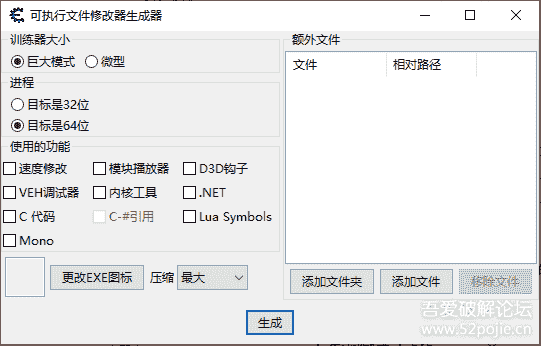 可执行文件修改器生成器
训练器大小
巨大模式 微型
进程
目标是32位
目标是64位
使用的功能
速度修改 模块播放器 D3D钩子
VEH调试器 内核工具 .NET
C 代码 C-#引用 Lua Symbols
Mono
更改EXE图标 压缩 最大
额外文件
文件 相对路径
添加文件夹 添加文件 移除文件
生成
吾爱破解论坛
www.52pojie.cn